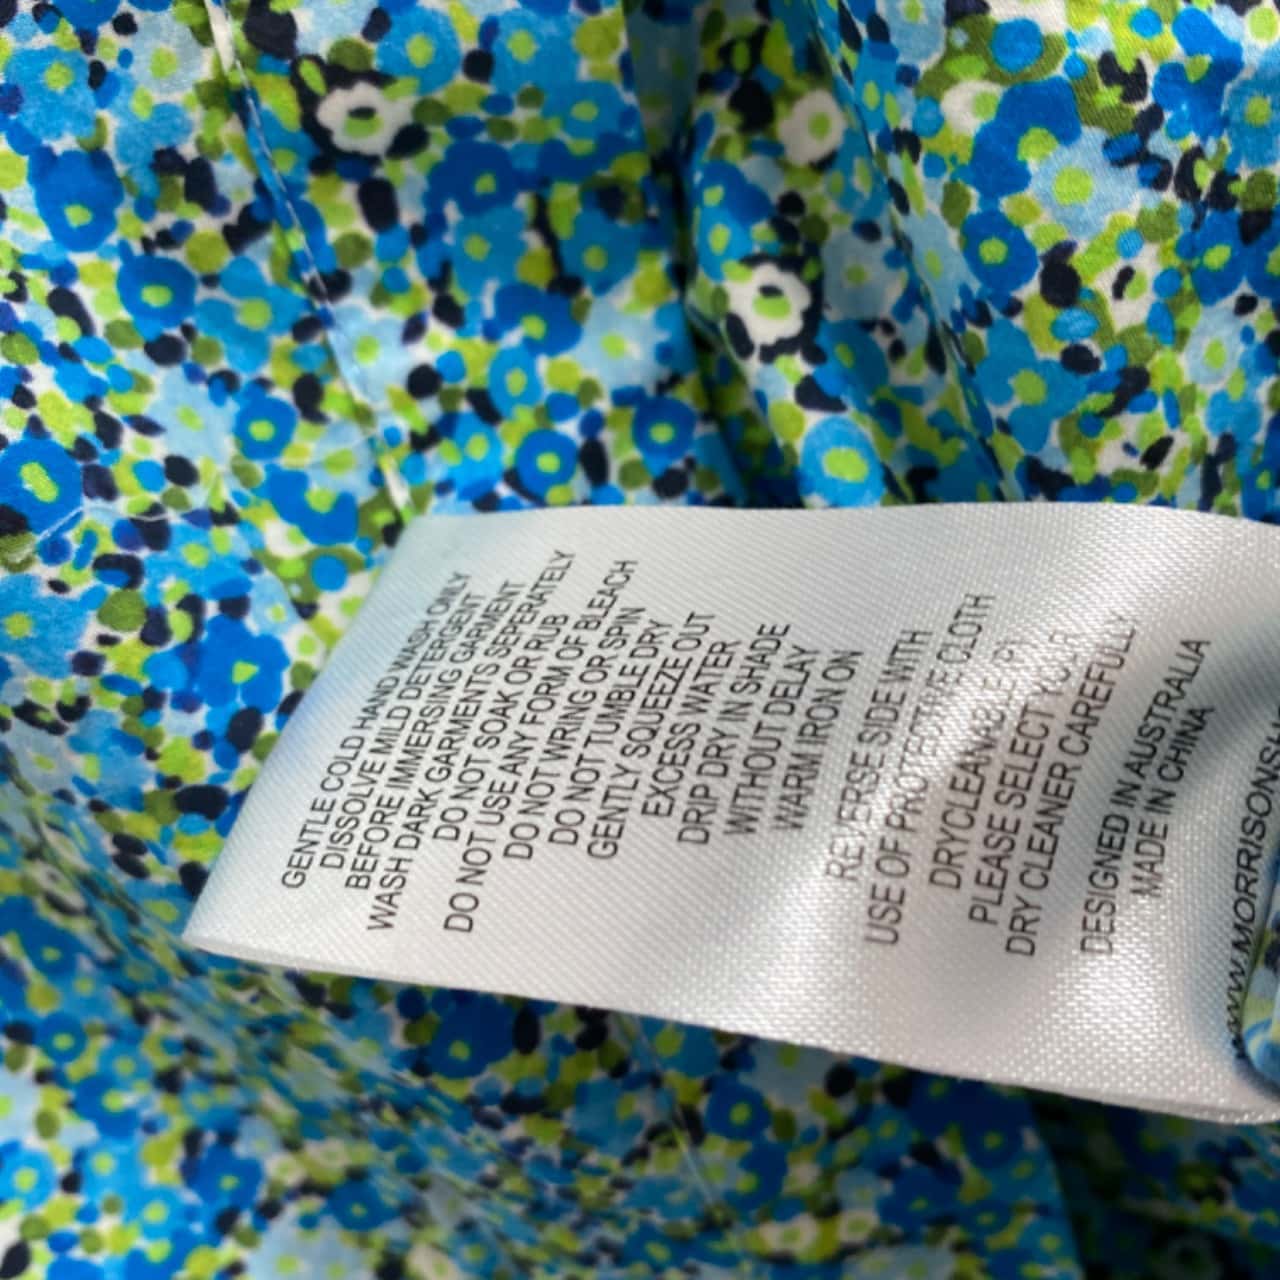 GENTLE COLD HAND WASH ONLY
DISSOLVE MILD DETERGENT
BEFORE IMMERSING GARMENT
WASH DARK GARMENTS SEPERATELY
DO NOT SOAK OR RUB
DO NOT USE ANY FORM OF BLEACH
DO NOT WRING OR SPIN
DO NOT TUMBLE DRY
GENTLY SQUEEZE OUT
EXCESS WATER
DRIP DRY IN SHADE
WITHOUT DELAY
WARM IRON ON
REVERSE SIDE WITH
USE OF PROTECTIVE CLOTH
DRYCLEANABLE
PLEASE SELECT YOUR
DRY CLEANER CAREFULLY
DESIGNED IN AUSTRALIA
MADE IN CHINA